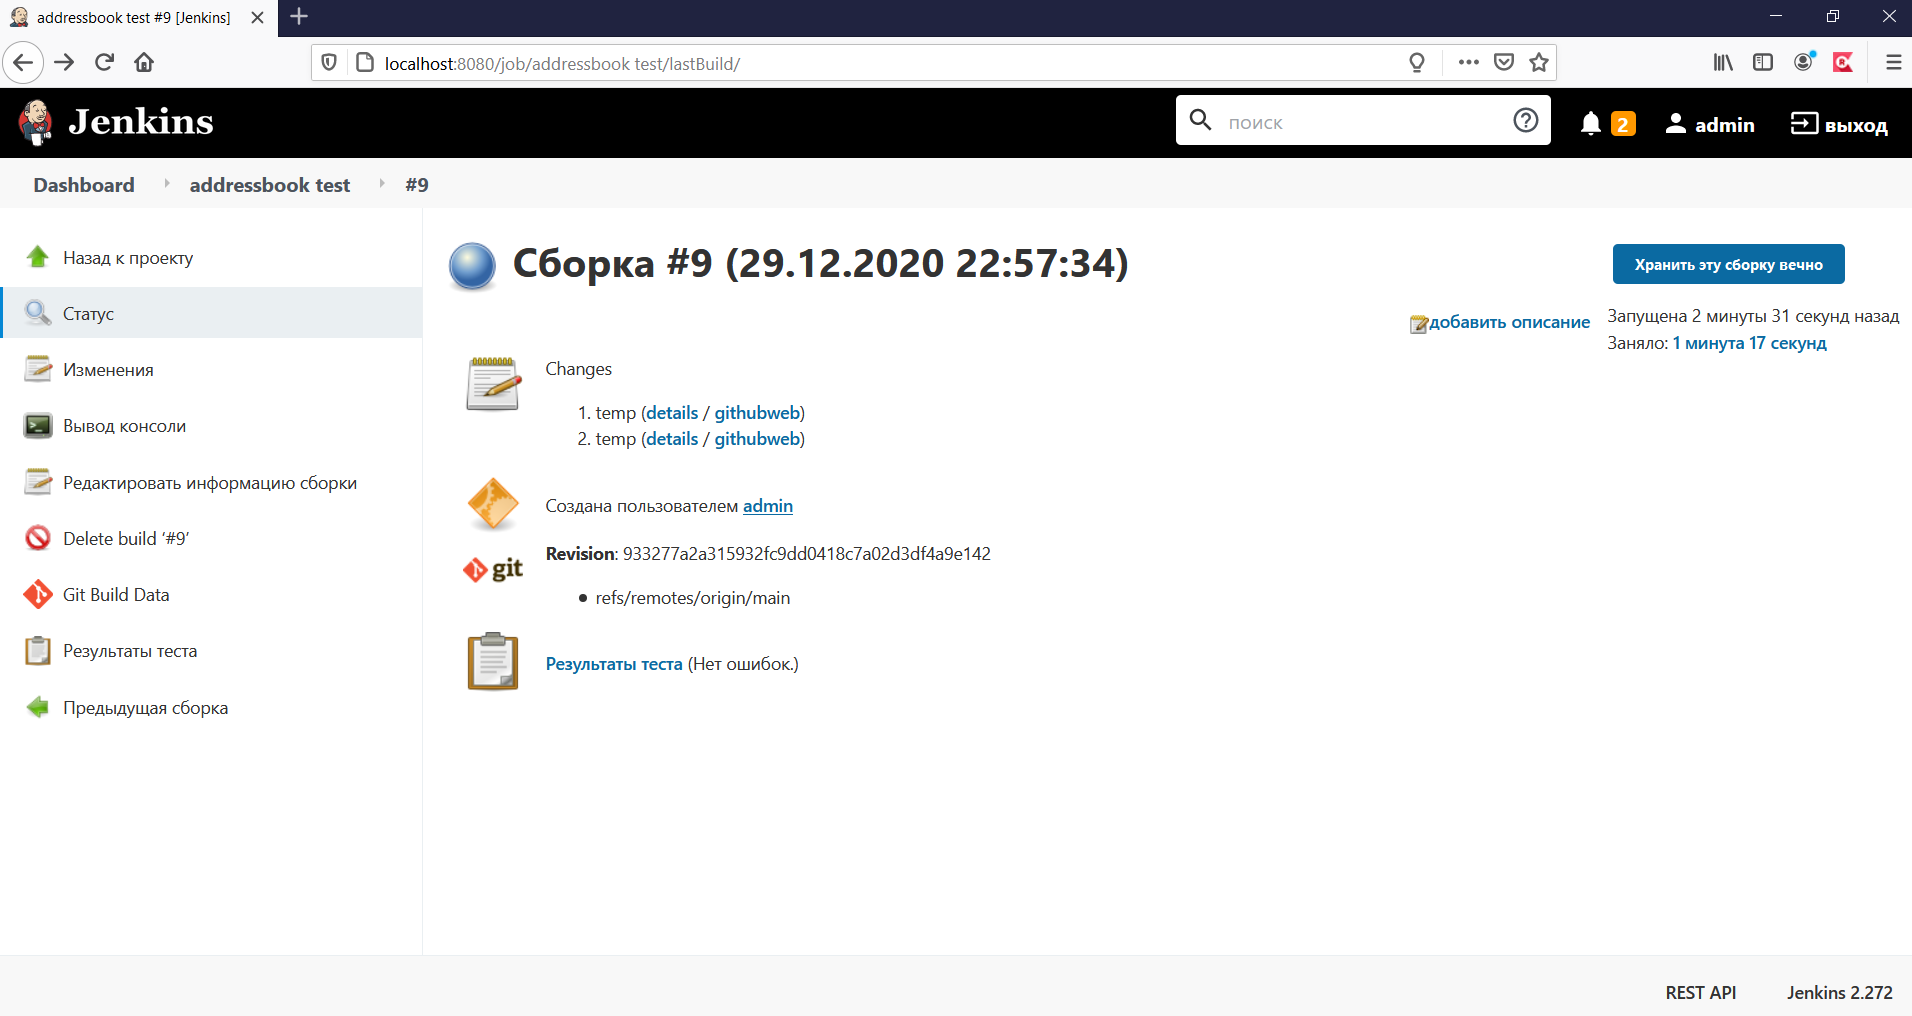 addressbook test #9 [Jenkins]
localhost:8080/job/addressbook test/lastBuild/
Jenkins
поиск
2
admin
выход
Dashboard
addressbook test
#9
Назад к проекту
Статус
Изменения
Вывод консоли
Редактировать информацию сборки
Delete build ‘#9’
Git Build Data
Результаты теста
Предыдущая сборка
Сборка #9 (29.12.2020 22:57:34)
Хранить эту сборку вечно
добавить описание
Запущена 2 минуты 31 секунд назад
Заняло: 1 минута 17 секунд
Changes
1. temp (details / githubweb)
2. temp (details / githubweb)
Создана пользователем admin
git
Revision: 933277a2a315932fc9dd0418c7a02d3df4a9e142
refs/remotes/origin/main
Результаты теста (Нет ошибок.)
REST API
Jenkins 2.272